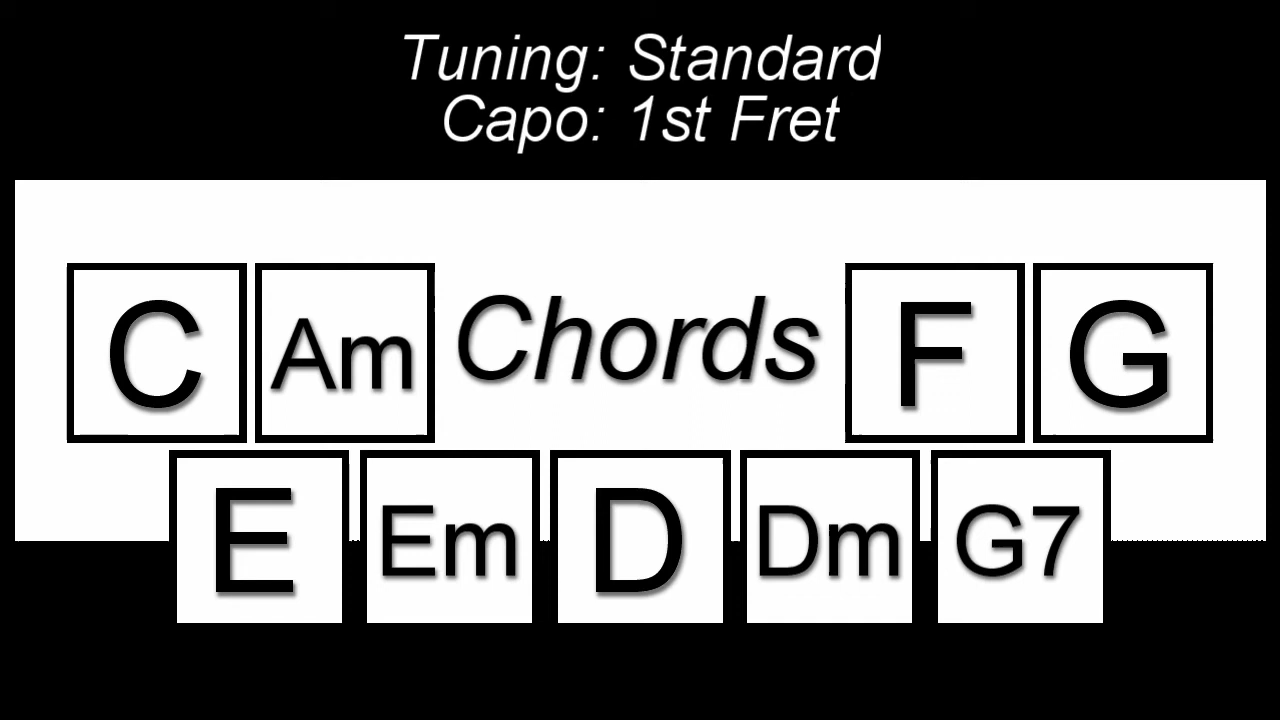 Tuning: Standard
Capo: 1st Fret
C Am Chords F G
E Em D Dm G7